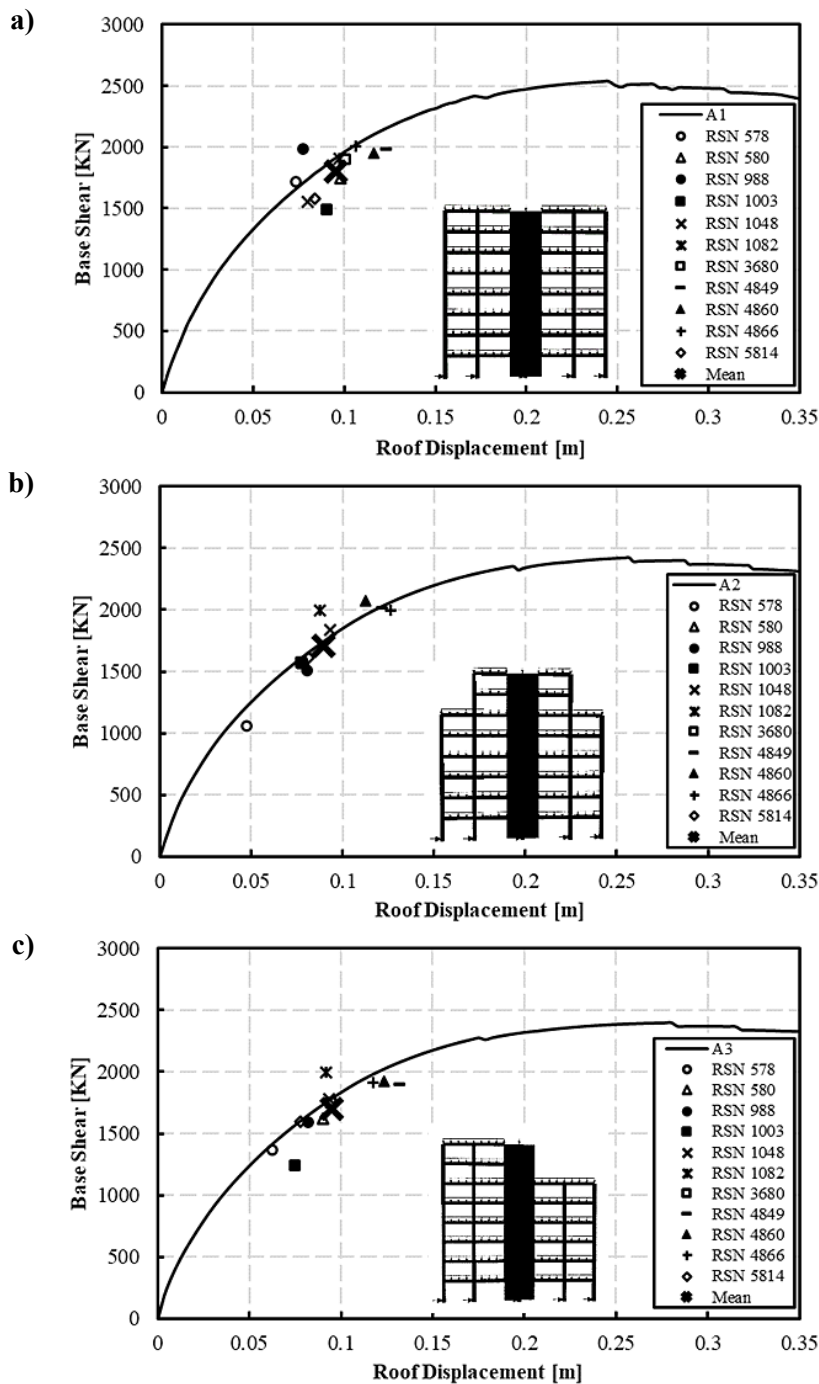 a)
3000
2500
2000
1500
1000
500
0
Base Shear [KN]
A1
RSN 578
RSN 580
RSN 988
RSN 1003
RSN 1048
RSN 1082
RSN 3680
RSN 4849
RSN 4860
RSN 4866
RSN 5814
Mean
0 0.05 0.1 0.15 0.2 0.25 0.3 0.35
Roof Displacement [m]
b)
3000
2500
2000
1500
1000
500
0
Base Shear [KN]
A2
RSN 578
RSN 580
RSN 988
RSN 1003
RSN 1048
RSN 1082
RSN 3680
RSN 4849
RSN 4860
RSN 4866
RSN 5814
Mean
0 0.05 0.1 0.15 0.2 0.25 0.3 0.35
Roof Displacement [m]
c)
3000
2500
2000
1500
1000
500
0
Base Shear [KN]
A3
RSN 578
RSN 580
RSN 988
RSN 1003
RSN 1048
RSN 1082
RSN 3680
RSN 4849
RSN 4860
RSN 4866
RSN 5814
Mean
0 0.05 0.1 0.15 0.2 0.25 0.3 0.35
Roof Displacement [m]